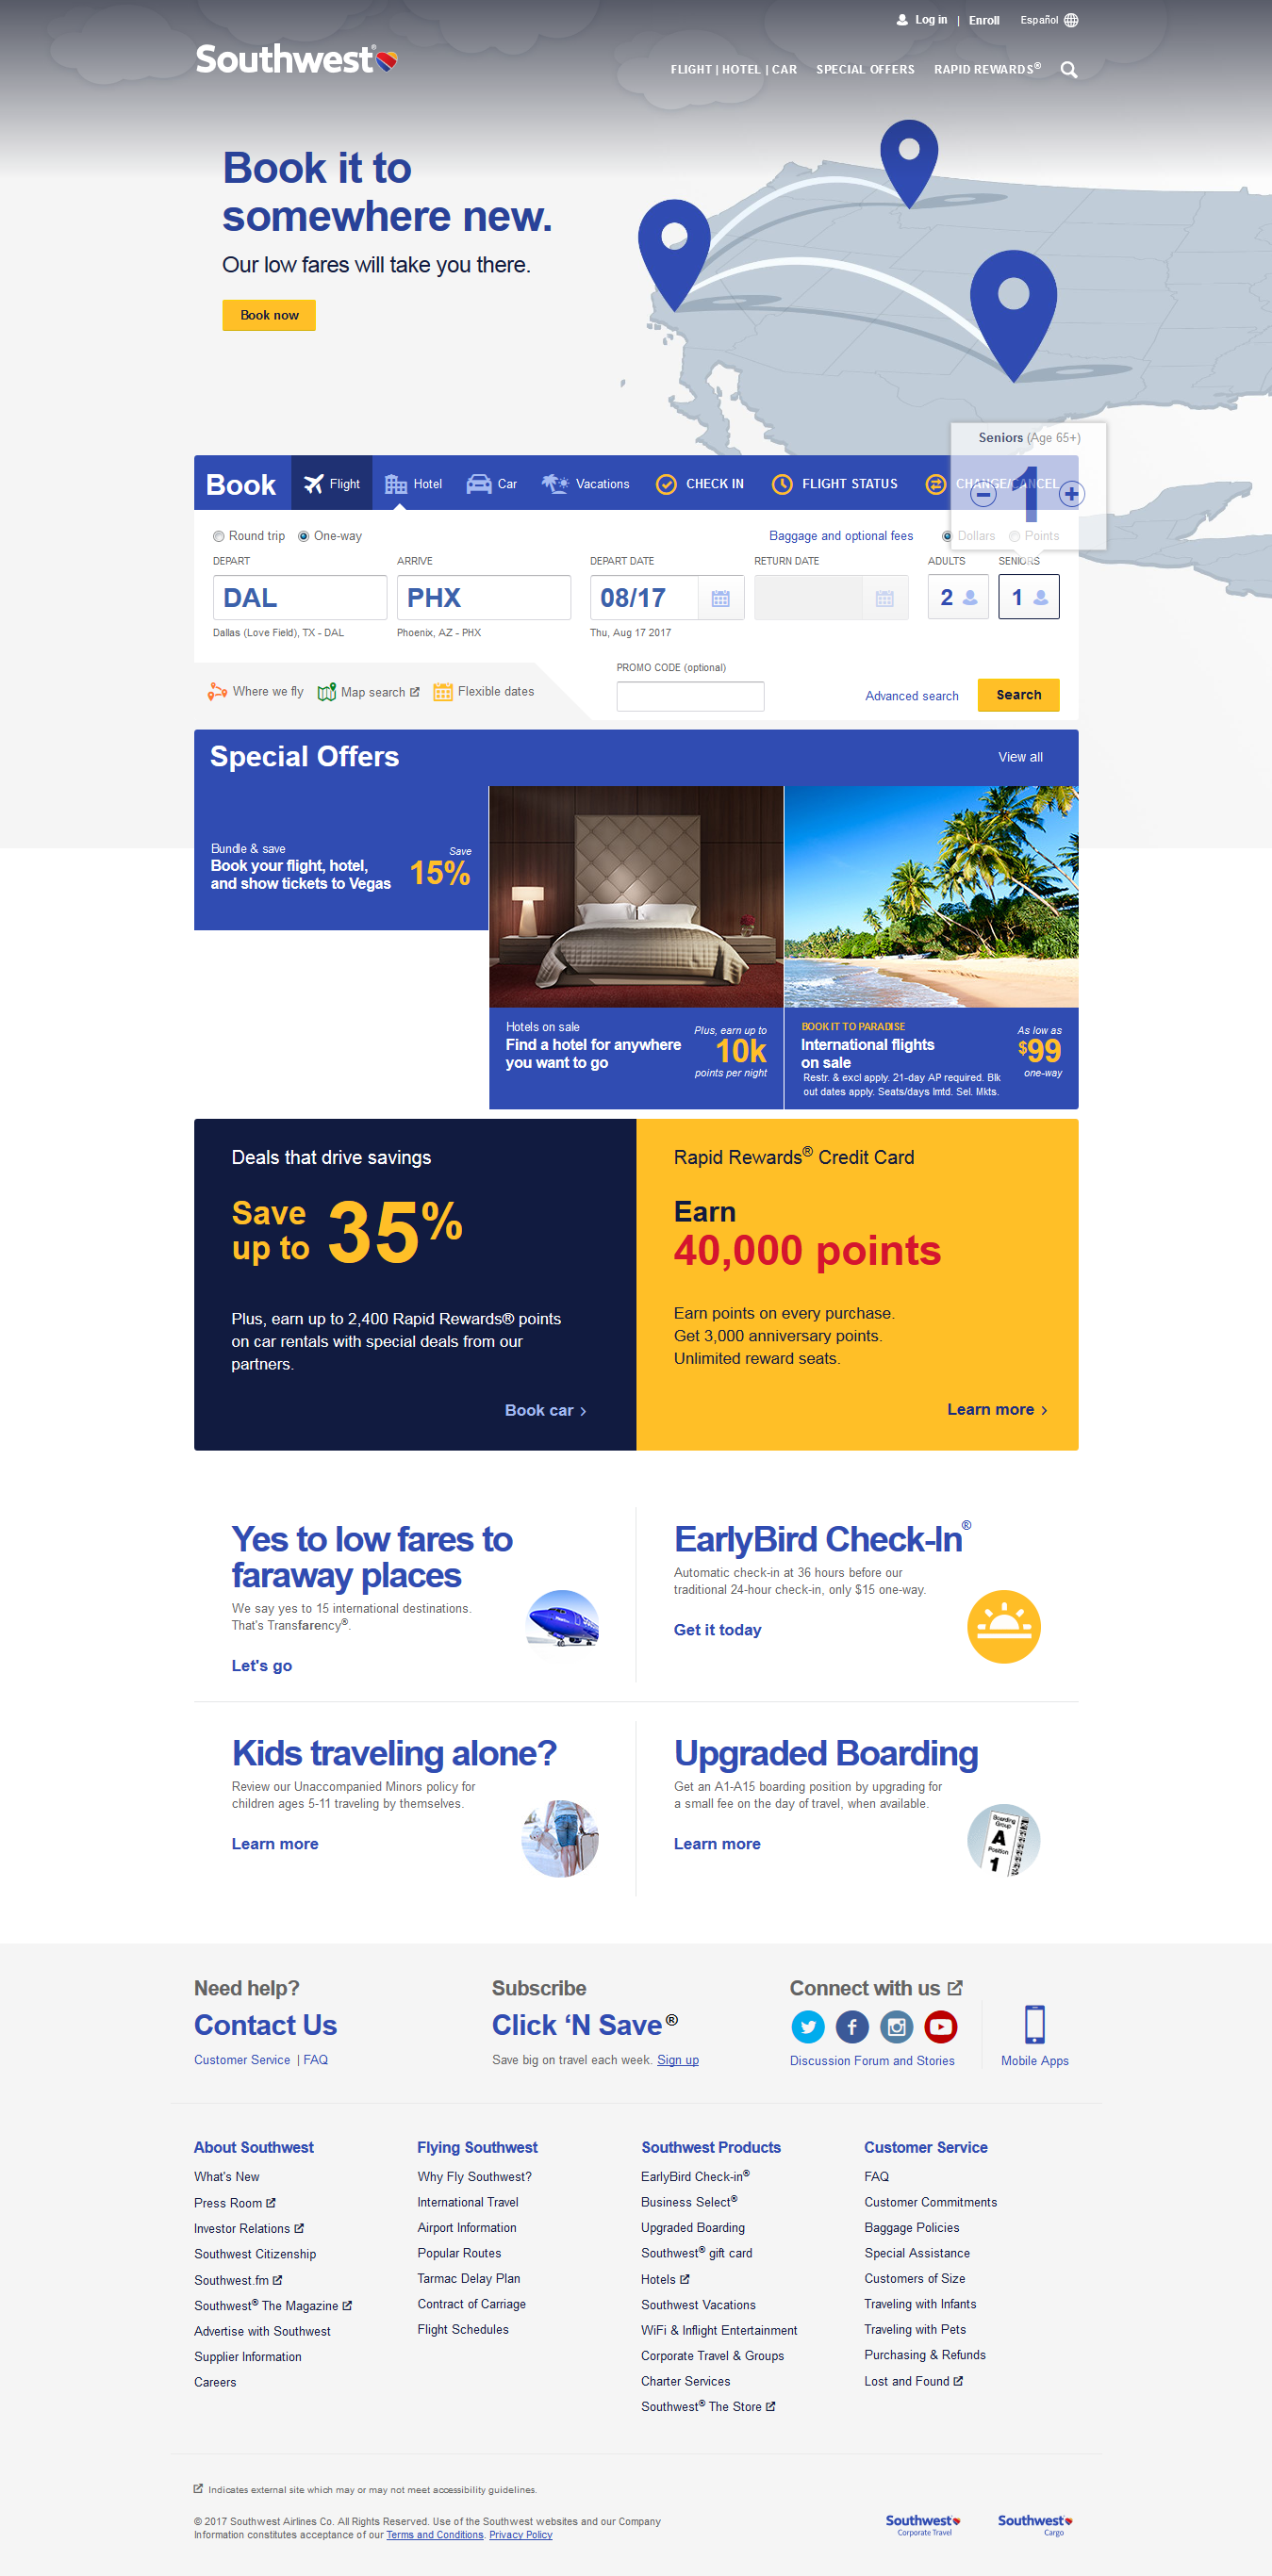 Log in | Enroll Español
Southwest®
FLIGHT | HOTEL | CAR SPECIAL OFFERS RAPID REWARDS®
Book it to
somewhere new.
Our low fares will take you there.
Book now
Seniors (Age 65+)
1
Book Flight Hotel Car Vacations CHECK IN FLIGHT STATUS CHANGE/CANCEL
Round trip One-way Baggage and optional fees Dollars Points
DEPART ARRIVE DEPART DATE RETURN DATE ADULTS SENIORS
DAL PHX 08/17 2 1
Dallas (Love Field), TX - DAL Phoenix, AZ - PHX Thu, Aug 17 2017
PROMO CODE (optional)
Where we fly Map search Flexible dates Advanced search Search
Special Offers View all
Bundle & save
Book your flight, hotel,
and show tickets to Vegas
Save
15%
Hotels on sale
Find a hotel for anywhere
you want to go
Plus, earn up to
10k
points per night
BOOK IT TO PARADISE
International flights
on sale
Restr. & excl apply. 21-day AP required. Blk
out dates apply. Seats/days lmtd. Sel. Mkts.
As low as
$99
one-way
Deals that drive savings
Save
up to 35%
Plus, earn up to 2,400 Rapid Rewards® points
on car rentals with special deals from our
partners.
Book car
Rapid Rewards® Credit Card
Earn
40,000 points
Earn points on every purchase.
Get 3,000 anniversary points.
Unlimited reward seats.
Learn more
Yes to low fares to
faraway places
We say yes to 15 international destinations.
That's Transfarency®.
Let's go
EarlyBird Check-In®
Automatic check-in at 36 hours before our
traditional 24-hour check-in, only $15 one-way.
Get it today
Kids traveling alone?
Review our Unaccompanied Minors policy for
children ages 5-11 traveling by themselves.
Learn more
Upgraded Boarding
Get an A1-A15 boarding position by upgrading for
a small fee on the day of travel, when available.
Learn more
Boarding
Group
A
Position
1
Need help?
Contact Us
Customer Service | FAQ
Subscribe
Click ‘N Save®
Save big on travel each week. Sign up
Connect with us
Discussion Forum and Stories
Mobile Apps
About Southwest
What's New
Press Room
Investor Relations
Southwest Citizenship
Southwest.fm
Southwest® The Magazine
Advertise with Southwest
Supplier Information
Careers
Flying Southwest
Why Fly Southwest?
International Travel
Airport Information
Popular Routes
Tarmac Delay Plan
Contract of Carriage
Flight Schedules
Southwest Products
EarlyBird Check-in®
Business Select®
Upgraded Boarding
Southwest® gift card
Hotels
Southwest Vacations
WiFi & Inflight Entertainment
Corporate Travel & Groups
Charter Services
Southwest® The Store
Customer Service
FAQ
Customer Commitments
Baggage Policies
Special Assistance
Customers of Size
Traveling with Infants
Traveling with Pets
Purchasing & Refunds
Lost and Found
Indicates external site which may or may not meet accessibility guidelines.
© 2017 Southwest Airlines Co. All Rights Reserved. Use of the Southwest websites and our Company
Information constitutes acceptance of our Terms and Conditions. Privacy Policy
Southwest
Corporate Travel
Southwest
Cargo